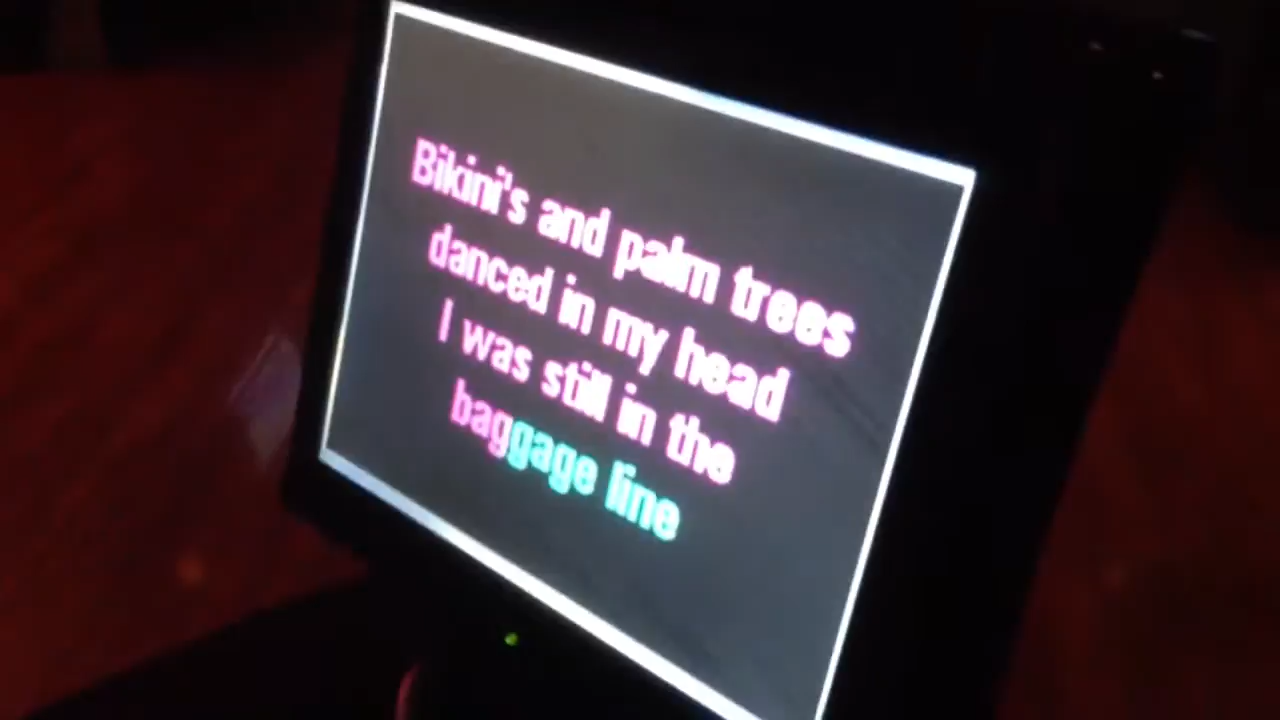 Bikini's and palm trees
danced in my head
I was still in the
baggage line